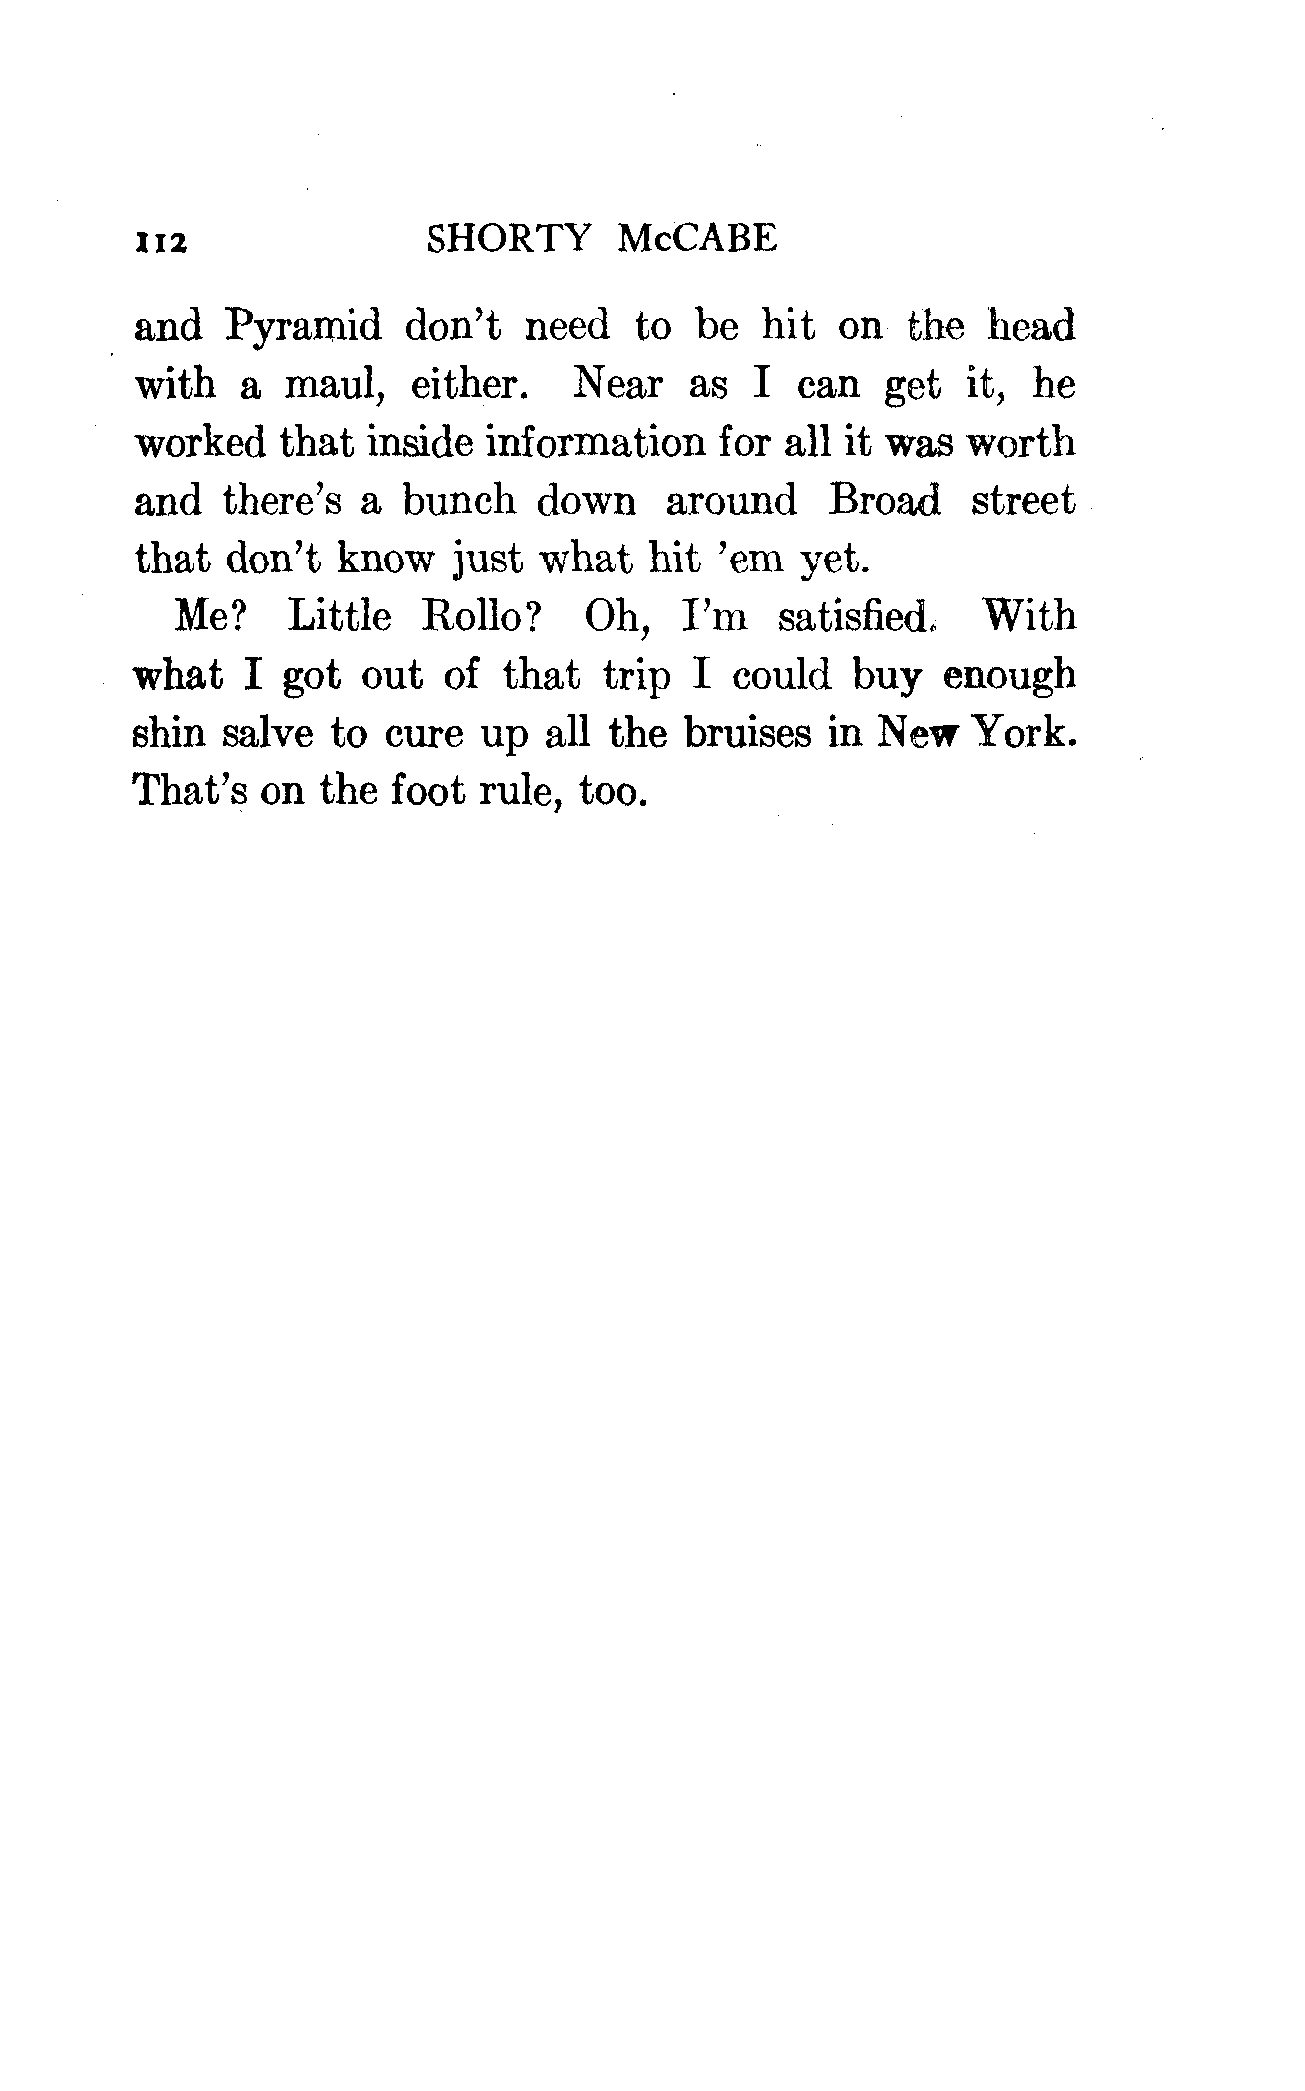 112 SHORTY McCABE
and Pyramid don't need to be hit on the head
with a maul, either. Near as I can get it, he
worked that inside information for all it was worth
and there's a bunch down around Broad street
that don't know just what hit 'em yet.
Me? Little Rollo? Oh, I'm satisfied. With
what I got out of that trip I could buy enough
shin salve to cure up all the bruises in New York.
That's on the foot rule, too.